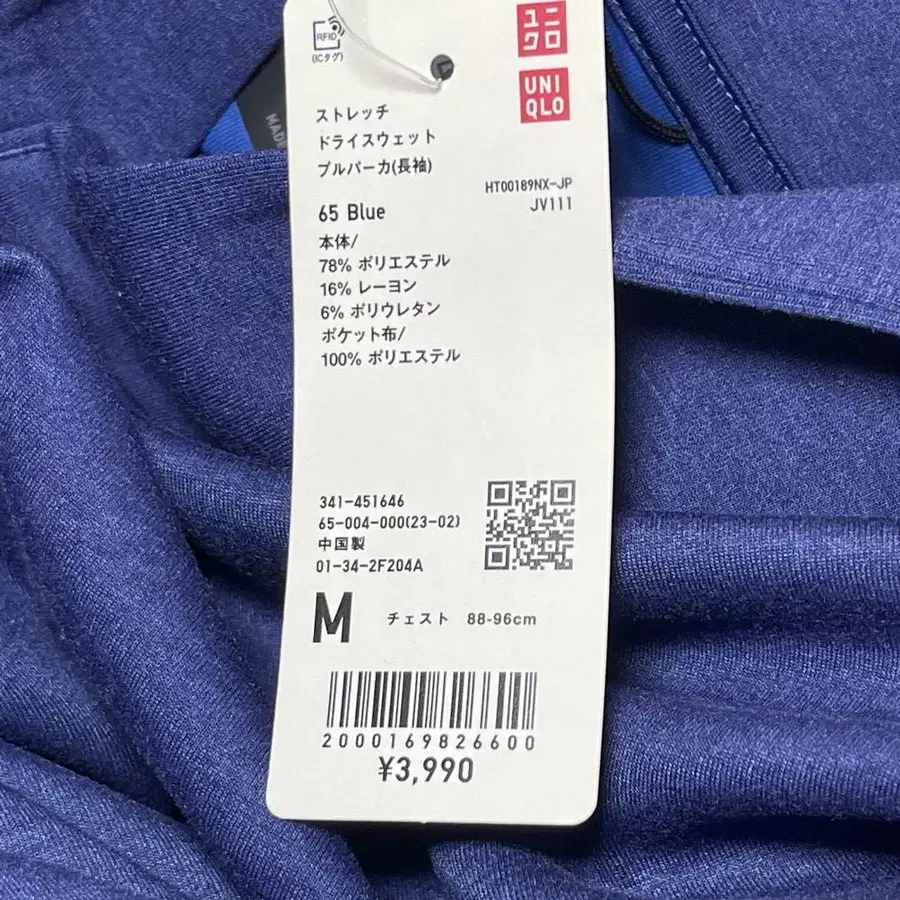 RFID
(ICタグ)
ユニ
クロ
UNI
QLO
ストレッチ
ドライスウェット
プルパーカ(長袖)
HT00189NX-JP
JV111
65 Blue
本体/
78% ポリエステル
16% レーヨン
6% ポリウレタン
ポケット布/
100% ポリエステル
341-451646
65-004-000(23-02)
中国製
01-34-2F204A
M チェスト 88-96cm
2000169826600
¥3,990
MADE